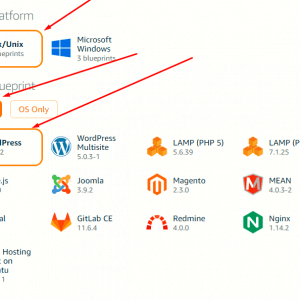 atform
x/Unix
eprints
Microsoft
Windows
3 blueprints
ueprint
OS Only
dPress
2
WordPress
Multisite
5.0.3-1
LAMP (PHP 5)
5.6.39
LAMP (P
7.1.25
.js
Joomla
3.9.2
Magento
2.3.0
MEAN
4.0.3-2
al
GitLab CE
11.6.4
Redmine
4.0.0
Nginx
1.14.2
Hosting
t on
tu